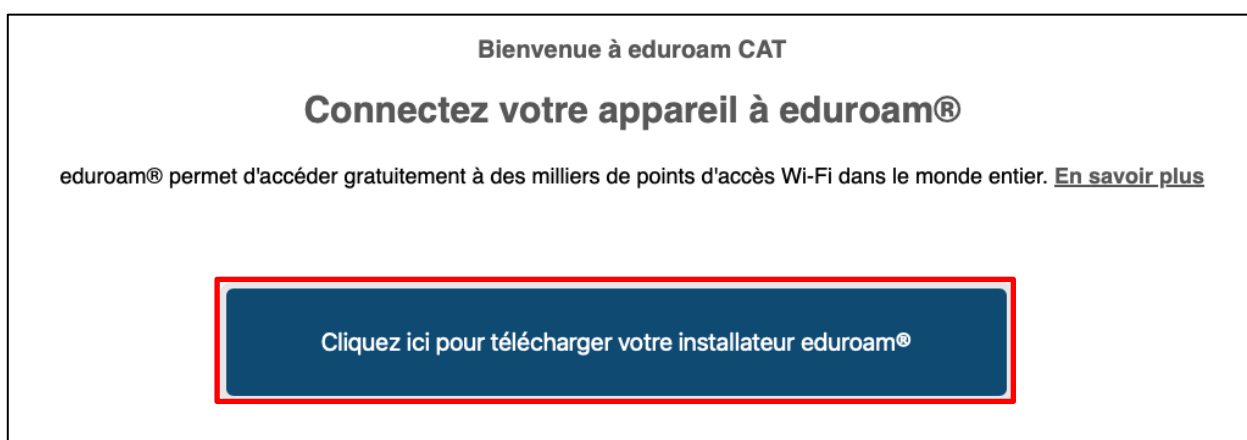 Bienvenue à eduroam CAT
Connectez votre appareil à eduroam®
eduroam® permet d'accéder gratuitement à des milliers de points d'accès Wi-Fi dans le monde entier. En savoir plus
Cliquez ici pour télécharger votre installateur eduroam®